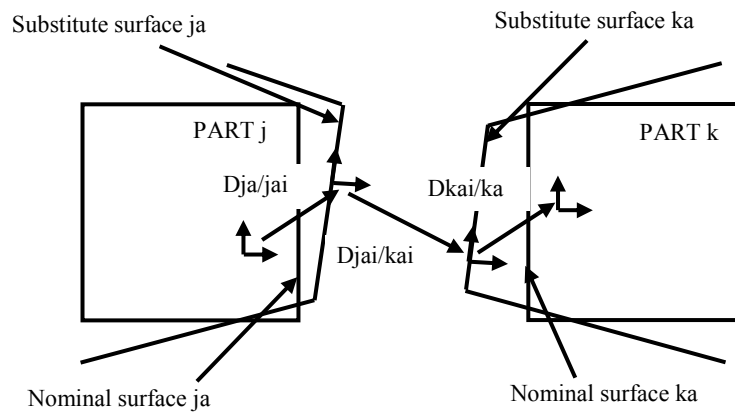 Substitute surface ja
Substitute surface ka
PART j
PART k
Dja/jai
Dkai/ka
Djai/kai
Nominal surface ja
Nominal surface ka